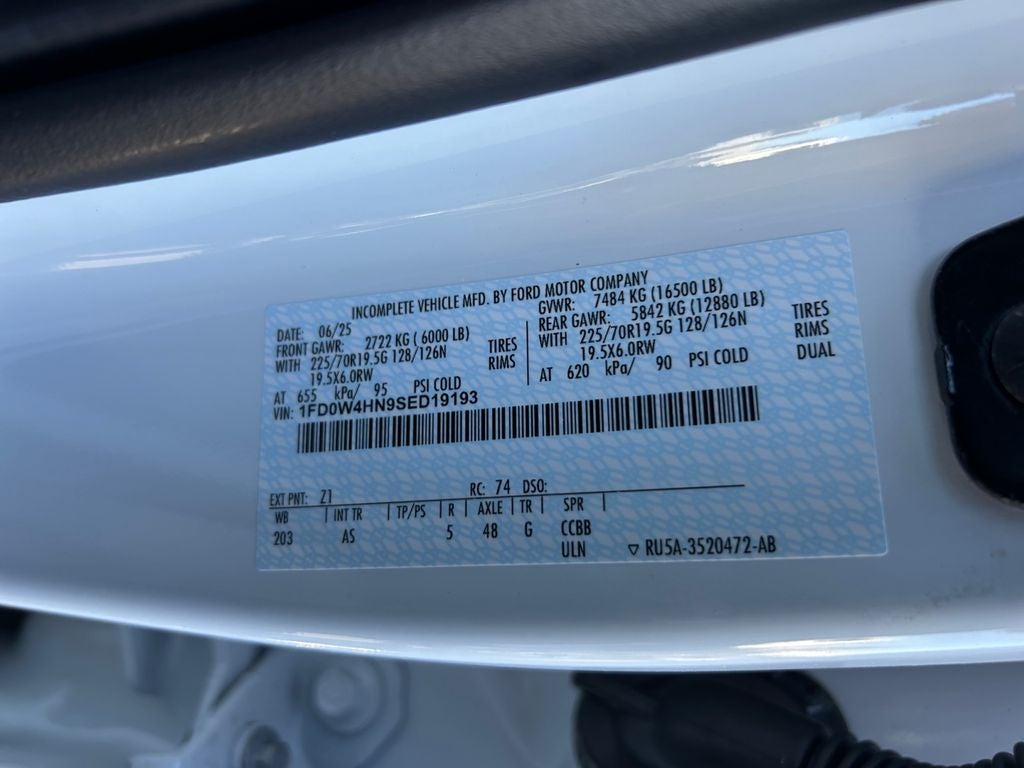 INCOMPLETE VEHICLE MFD. BY FORD MOTOR COMPANY
DATE: 06/25 GVWR: 7484 KG (16500 LB)
FRONT GAWR: 2722 KG ( 6000 LB) REAR GAWR: 5842 KG (12880 LB)
WITH 225/70R19.5G 128/126N TIRES WITH 225/70R19.5G 128/126N TIRES
19.5X6.0RW RIMS 19.5X6.0RW RIMS
AT 655 kPa/ 95 PSI COLD AT 620 kPa/ 90 PSI COLD DUAL
VIN: 1FD0W4HN9SED19193
EXT PNT: Z1 RC: 74 DSO:
WB INT TR TP/PS R AXLE TR SPR
203 AS 5 48 G CCBB
ULN RU5A-3520472-AB